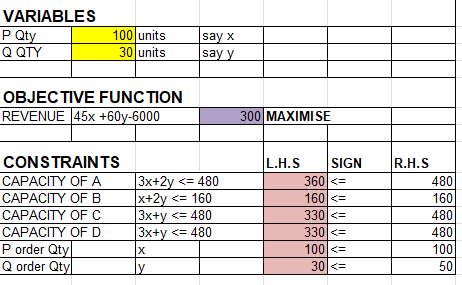 VARIABLES
P Qty 100 units say x
Q QTY 30 units say y
OBJECTIVE FUNCTION
REVENUE 45x +60y-6000 300 MAXIMISE
CONSTRAINTS L.H.S SIGN R.H.S
CAPACITY OF A 3x+2y <= 480 360 <= 480
CAPACITY OF B x+2y <= 160 160 <= 160
CAPACITY OF C 3x+y <= 480 330 <= 480
CAPACITY OF D 3x+y <= 480 330 <= 480
P order Qty x 100 <= 100
Q order Qty y 30 <= 50